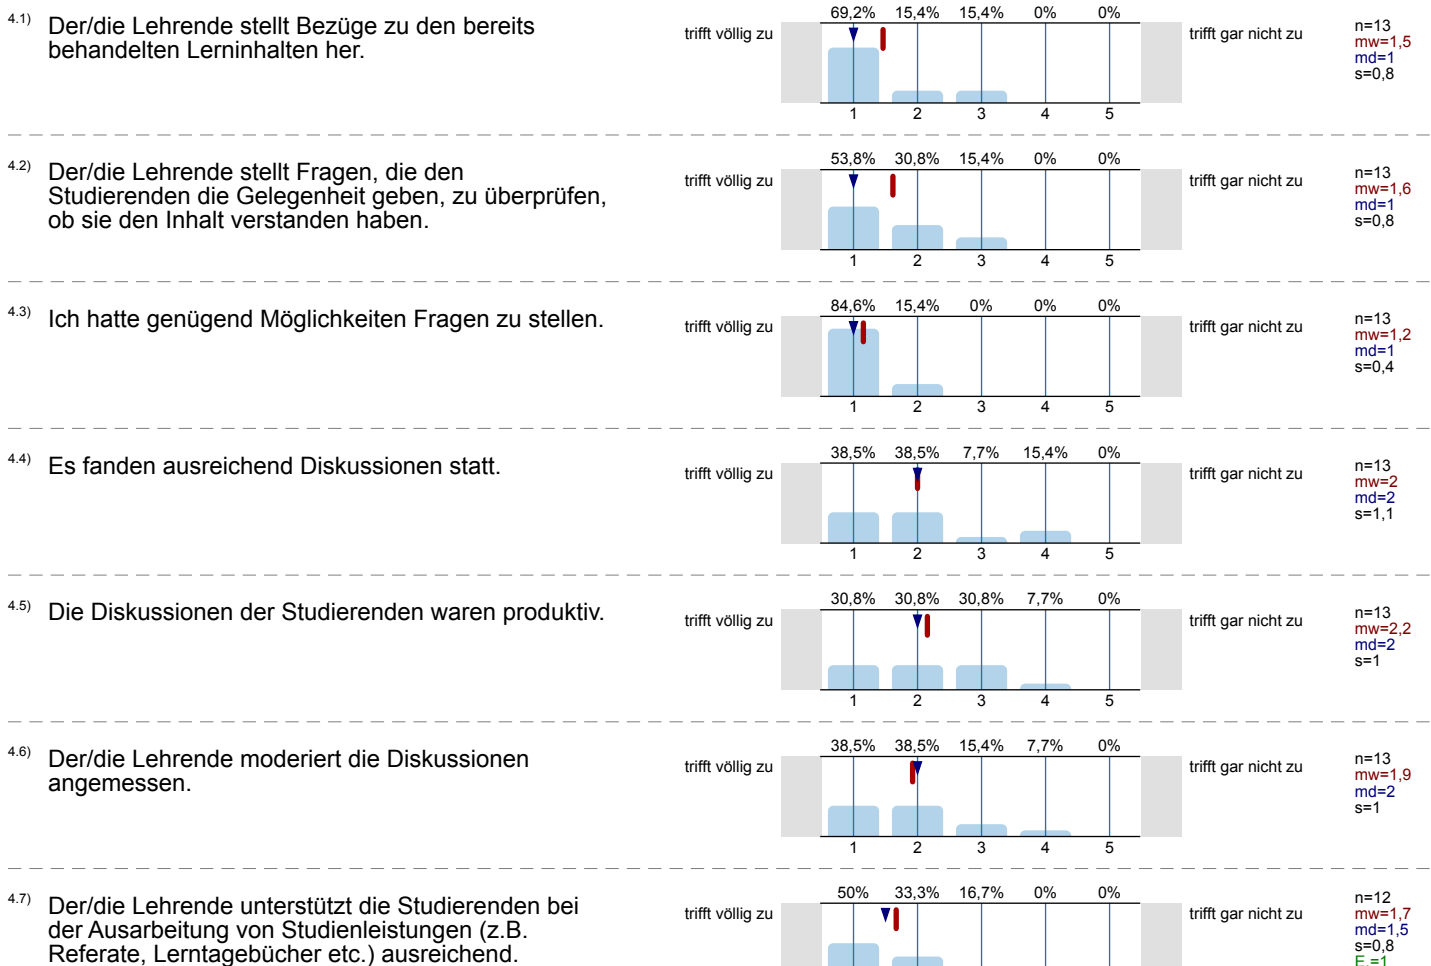 4.1) Der/die Lehrende stellt Bezüge zu den bereits
behandelten Lerninhalten her.
trifft völlig zu
69,2% 15,4% 15,4% 0% 0%
1 2 3 4 5
trifft gar nicht zu
n=13
mw=1,5
md=1
s=0,8
4.2) Der/die Lehrende stellt Fragen, die den
Studierenden die Gelegenheit geben, zu überprüfen,
ob sie den Inhalt verstanden haben.
trifft völlig zu
53,8% 30,8% 15,4% 0% 0%
1 2 3 4 5
trifft gar nicht zu
n=13
mw=1,6
md=1
s=0,8
4.3) Ich hatte genügend Möglichkeiten Fragen zu stellen.
trifft völlig zu
84,6% 15,4% 0% 0% 0%
1 2 3 4 5
trifft gar nicht zu
n=13
mw=1,2
md=1
s=0,4
4.4) Es fanden ausreichend Diskussionen statt.
trifft völlig zu
38,5% 38,5% 7,7% 15,4% 0%
1 2 3 4 5
trifft gar nicht zu
n=13
mw=2
md=2
s=1,1
4.5) Die Diskussionen der Studierenden waren produktiv.
trifft völlig zu
30,8% 30,8% 30,8% 7,7% 0%
1 2 3 4 5
trifft gar nicht zu
n=13
mw=2,2
md=2
s=1
4.6) Der/die Lehrende moderiert die Diskussionen
angemessen.
trifft völlig zu
38,5% 38,5% 15,4% 7,7% 0%
1 2 3 4 5
trifft gar nicht zu
n=13
mw=1,9
md=2
s=1
4.7) Der/die Lehrende unterstützt die Studierenden bei
der Ausarbeitung von Studienleistungen (z.B.
Referate, Lerntagebücher etc.) ausreichend.
trifft völlig zu
50% 33,3% 16,7% 0% 0%
trifft gar nicht zu
n=12
mw=1,7
md=1,5
s=0,8
E.=1